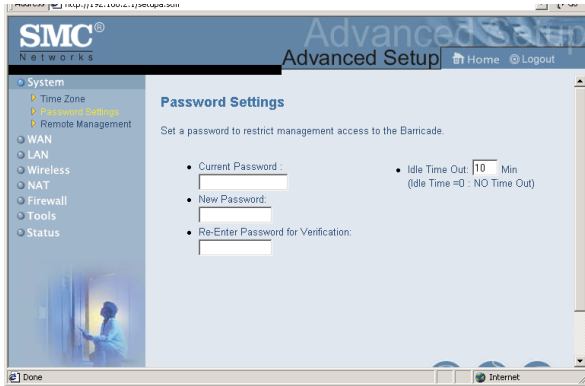 Address http://192.168.2.1/setupa.stm
SMC®
Networks
Advanced Setup
Advanced Setup
Home
Logout
System
Time Zone
Password Settings
Remote Management
WAN
LAN
Wireless
NAT
Firewall
Tools
Status
Password Settings
Set a password to restrict management access to the Barricade.
Current Password :
New Password:
Re-Enter Password for Verification:
Idle Time Out: 10 Min
(Idle Time =0 : NO Time Out)
Done
Internet